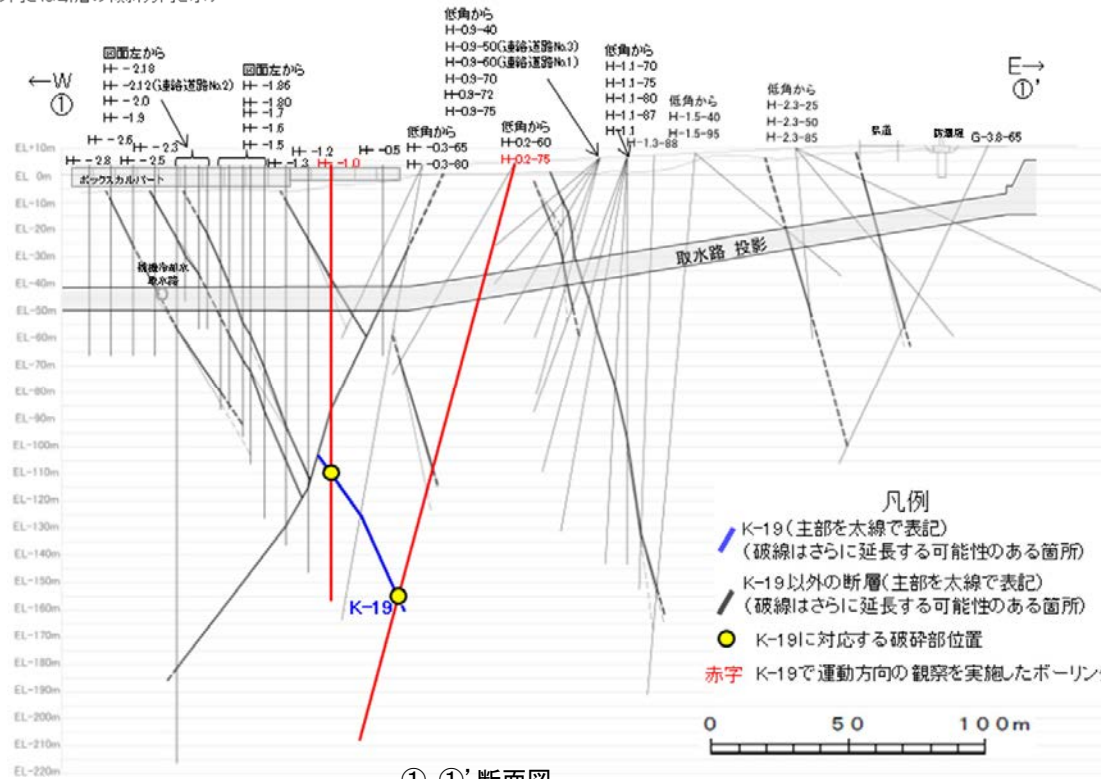 低角から
H-0.9-40
H-0.9-50(連絡道路No.3)
H-0.9-60(連絡道路No.1)
H-0.9-70
H-0.9-72
H-0.9-75
図面左から
H- -2.18
H- -2.12(連絡道路No.2)
H- -2.0
H- -1.9
図面左から
H- -1.86
H- -1.80
H- -1.7
H- -1.6
H- -1.5
低角から
H-1.1-70
H-1.1-75
H-1.1-80
H-1.1-87
H-1.1
←W
①
E→
①'
低角から
H-1.5-40
H-1.5-95
低角から
H-2.3-25
H-2.3-50
H-2.3-85
県道
防潮堤
G-3.8-65
H- -2.6
H- -2.3
H- -2.8
H- -2.5
H- -1.2
H- -1.3
H- -1.0
H- -0.5
低角から
H- -0.3-65
H- -0.3-80
低角から
H-0.2-60
H-0.2-75
H-1.3-88
EL+10m
EL 0m
EL-10m
EL-20m
EL-30m
EL-40m
EL-50m
EL-60m
EL-70m
EL-80m
EL-90m
EL-100m
EL-110m
EL-120m
EL-130m
EL-140m
EL-150m
EL-160m
EL-170m
EL-180m
EL-190m
EL-200m
EL-210m
EL-220m
ボックスカルバート
機器冷却水
取水路
取水路 投影
K-19
凡例
K-19(主部を太線で表記)
(破線はさらに延長する可能性のある箇所)
K-19以外の断層(主部を太線で表記)
(破線はさらに延長する可能性のある箇所)
K-19に対応する破砕部位置
赤字 K-19で運動方向の観察を実施したボーリング
0 50 100m
①-①'断面図